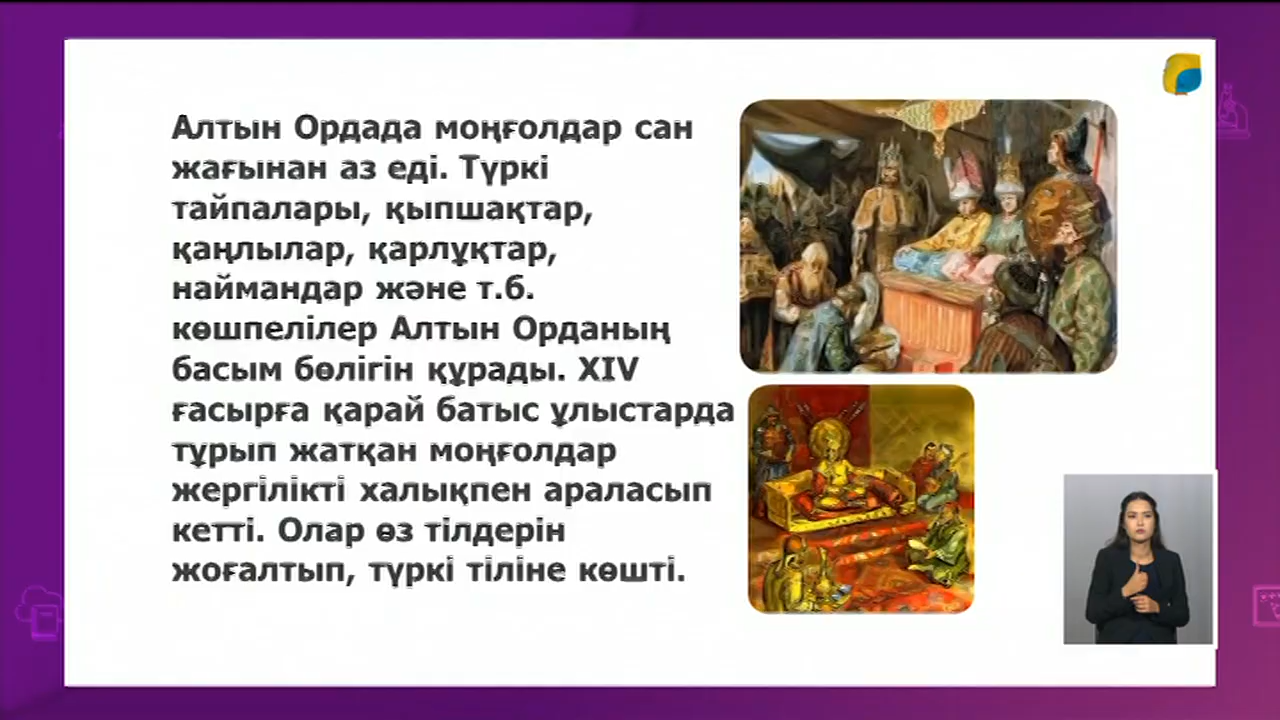 Алтын Ордада моңғолдар сан
жағынан аз еді. Түркі
тайпалары, қыпшақтар,
қаңлылар, қарлұқтар,
наймандар және т.б.
көшпелілер Алтын Орданың
басым бөлігін құрады. XIV
ғасырға қарай батыс ұлыстарда
тұрып жатқан моңғолдар
жергілікті халықпен араласып
кетті. Олар өз тілдерін
жоғалтып, түркі тіліне көшті.